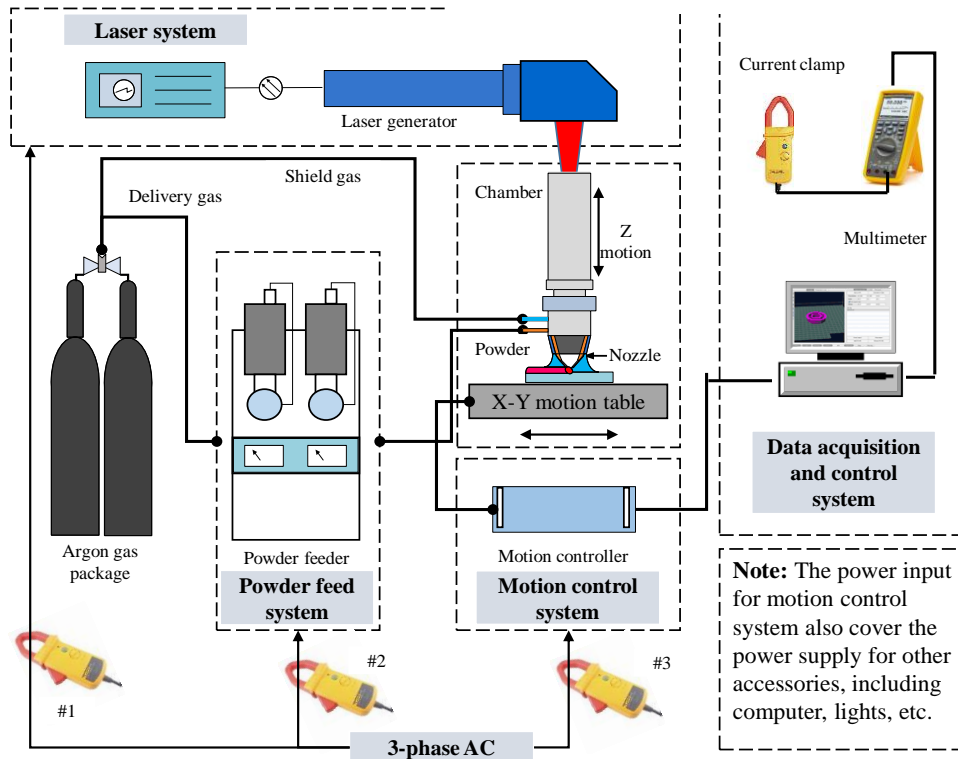 Laser system
Laser generator
Current clamp
Multimeter
Shield gas
Delivery gas
Chamber
Z
motion
Powder
Nozzle
X-Y motion table
Data acquisition
and control
system
Argon gas
package
Powder feeder
Powder feed
system
Motion controller
Motion control
system
Note: The power input
for motion control
system also cover the
power supply for other
accessories, including
computer, lights, etc.
#1
#2
#3
3-phase AC